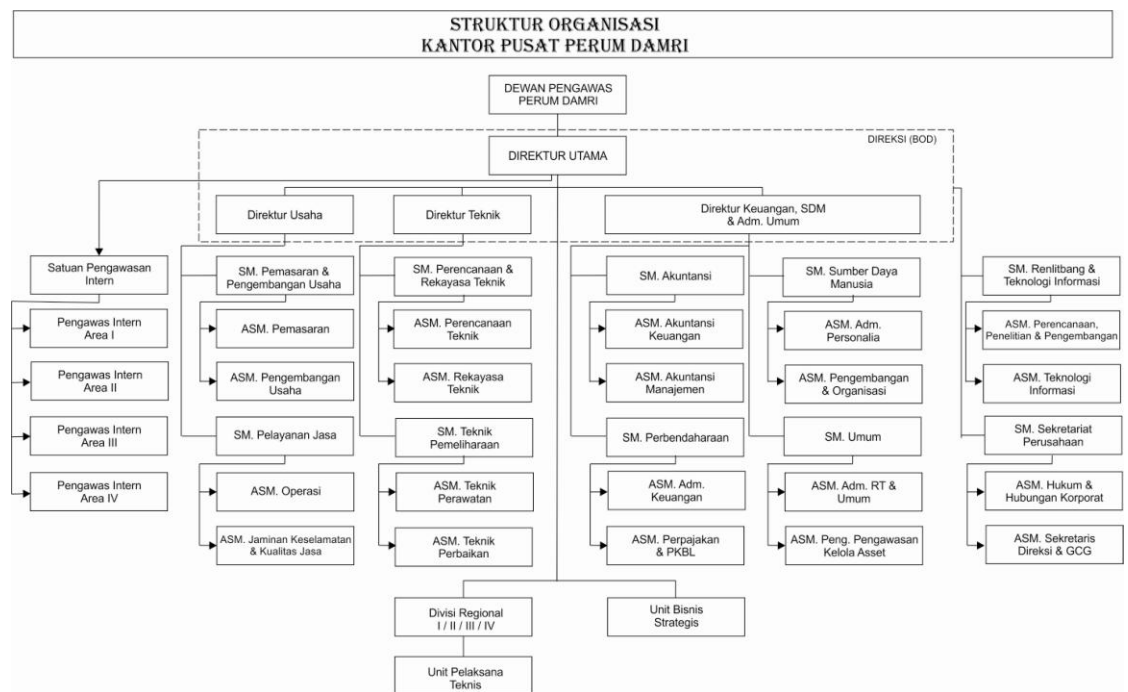 STRUKTUR ORGANISASI
KANTOR PUSAT PERUM DAMRI
DEWAN PENGAWAS
PERUM DAMRI
DIREKSI (BOD)
DIREKTUR UTAMA
Direktur Usaha
Direktur Teknik
Direktur Keuangan, SDM
& Adm. Umum
Satuan Pengawasan
Intern
Pengawas Intern
Area I
Pengawas Intern
Area II
Pengawas Intern
Area III
Pengawas Intern
Area IV
SM. Pemasaran &
Pengembangan Usaha
ASM. Pemasaran
ASM. Pengembangan
Usaha
SM. Pelayanan Jasa
ASM. Operasi
ASM. Jaminan Keselamatan
& Kualitas Jasa
SM. Perencanaan &
Rekayasa Teknik
ASM. Perencanaan
Teknik
ASM. Rekayasa
Teknik
SM. Teknik
Pemeliharaan
ASM. Teknik
Perawatan
ASM. Teknik
Perbaikan
SM. Akuntansi
ASM. Akuntansi
Keuangan
ASM. Akuntansi
Manajemen
SM. Perbendaharaan
ASM. Adm.
Keuangan
ASM. Perpajakan
& PKBL
SM. Sumber Daya
Manusia
ASM. Adm.
Personalia
ASM. Pengembangan
& Organisasi
SM. Umum
ASM. Adm. RT &
Umum
ASM. Peng. Pengawasan
Kelola Asset
SM. Renlitbang &
Teknologi Informasi
ASM. Perencanaan,
Penelitian & Pengembangan
ASM. Teknologi
Informasi
SM. Sekretariat
Perusahaan
ASM. Hukum &
Hubungan Korporat
ASM. Sekretaris
Direksi & GCG
Divisi Regional
I / II / III / IV
Unit Bisnis
Strategis
Unit Pelaksana
Teknis